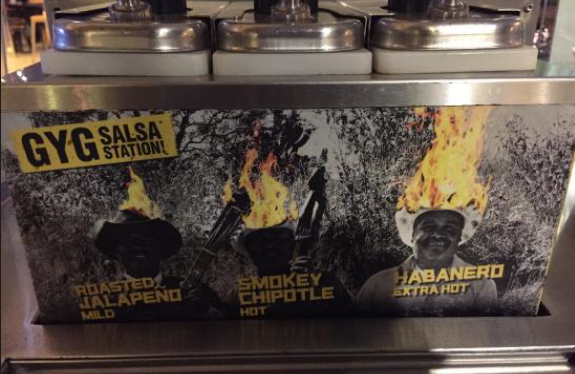 GYG SALSA
STATION!
ROASTED
JALAPENO
MILD
SMOKEY
CHIPOTLE
HOT
HABANERO
EXTRA HOT